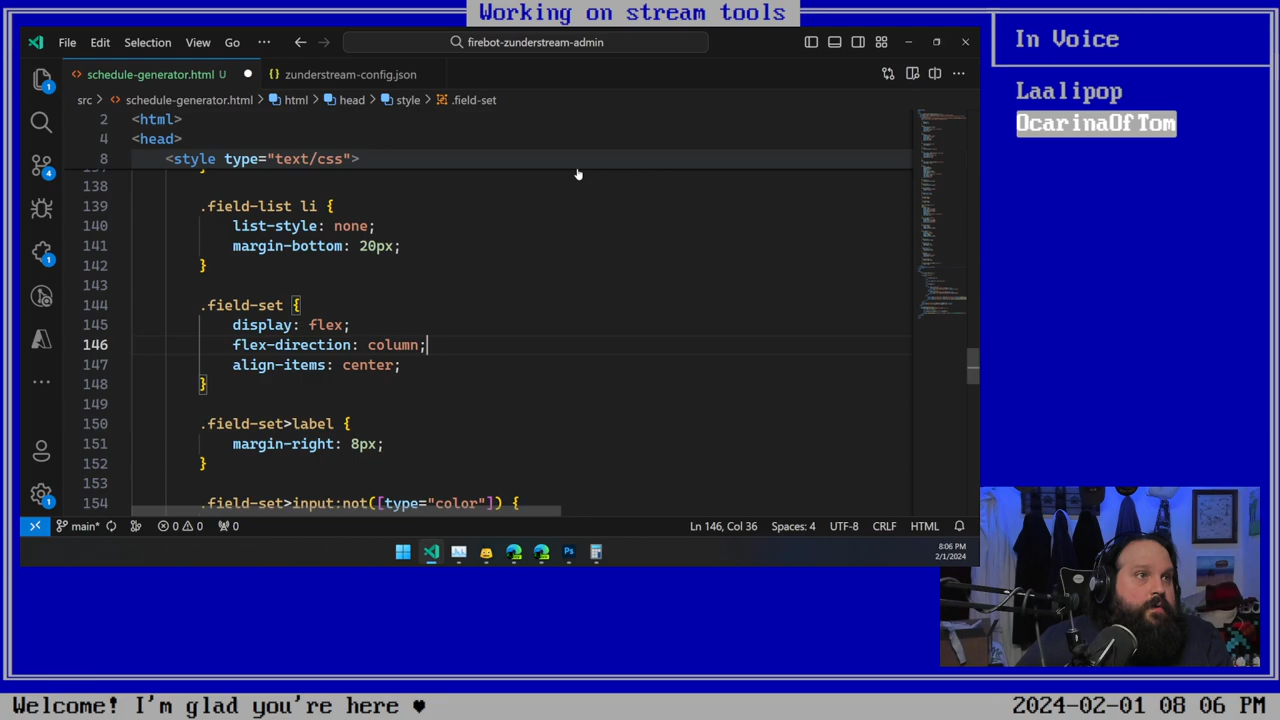 Working on stream tools
In Voice
Laalipop
OcarinaOfTom
File Edit Selection View Go ··· firebot-zunderstream-admin
schedule-generator.html U ● zunderstream-config.json
src > schedule-generator.html > html > head > style > .field-set
2 <html>
4 <head>
8 <style type="text/css">
138
139 .field-list li {
140 list-style: none;
141 margin-bottom: 20px;
142 }
143
144 .field-set {
145 display: flex;
146 flex-direction: column;
147 align-items: center;
148 }
149
150 .field-set>label {
151 margin-right: 8px;
152 }
153
154 .field-set>input:not([type="color"]) {
main* 0 0 0 Ln 146, Col 36 Spaces: 4 UTF-8 CRLF HTML
8:06 PM
2/1/2024
Welcome! I'm glad you're here ♥ 2024-02-01 08 06 PM